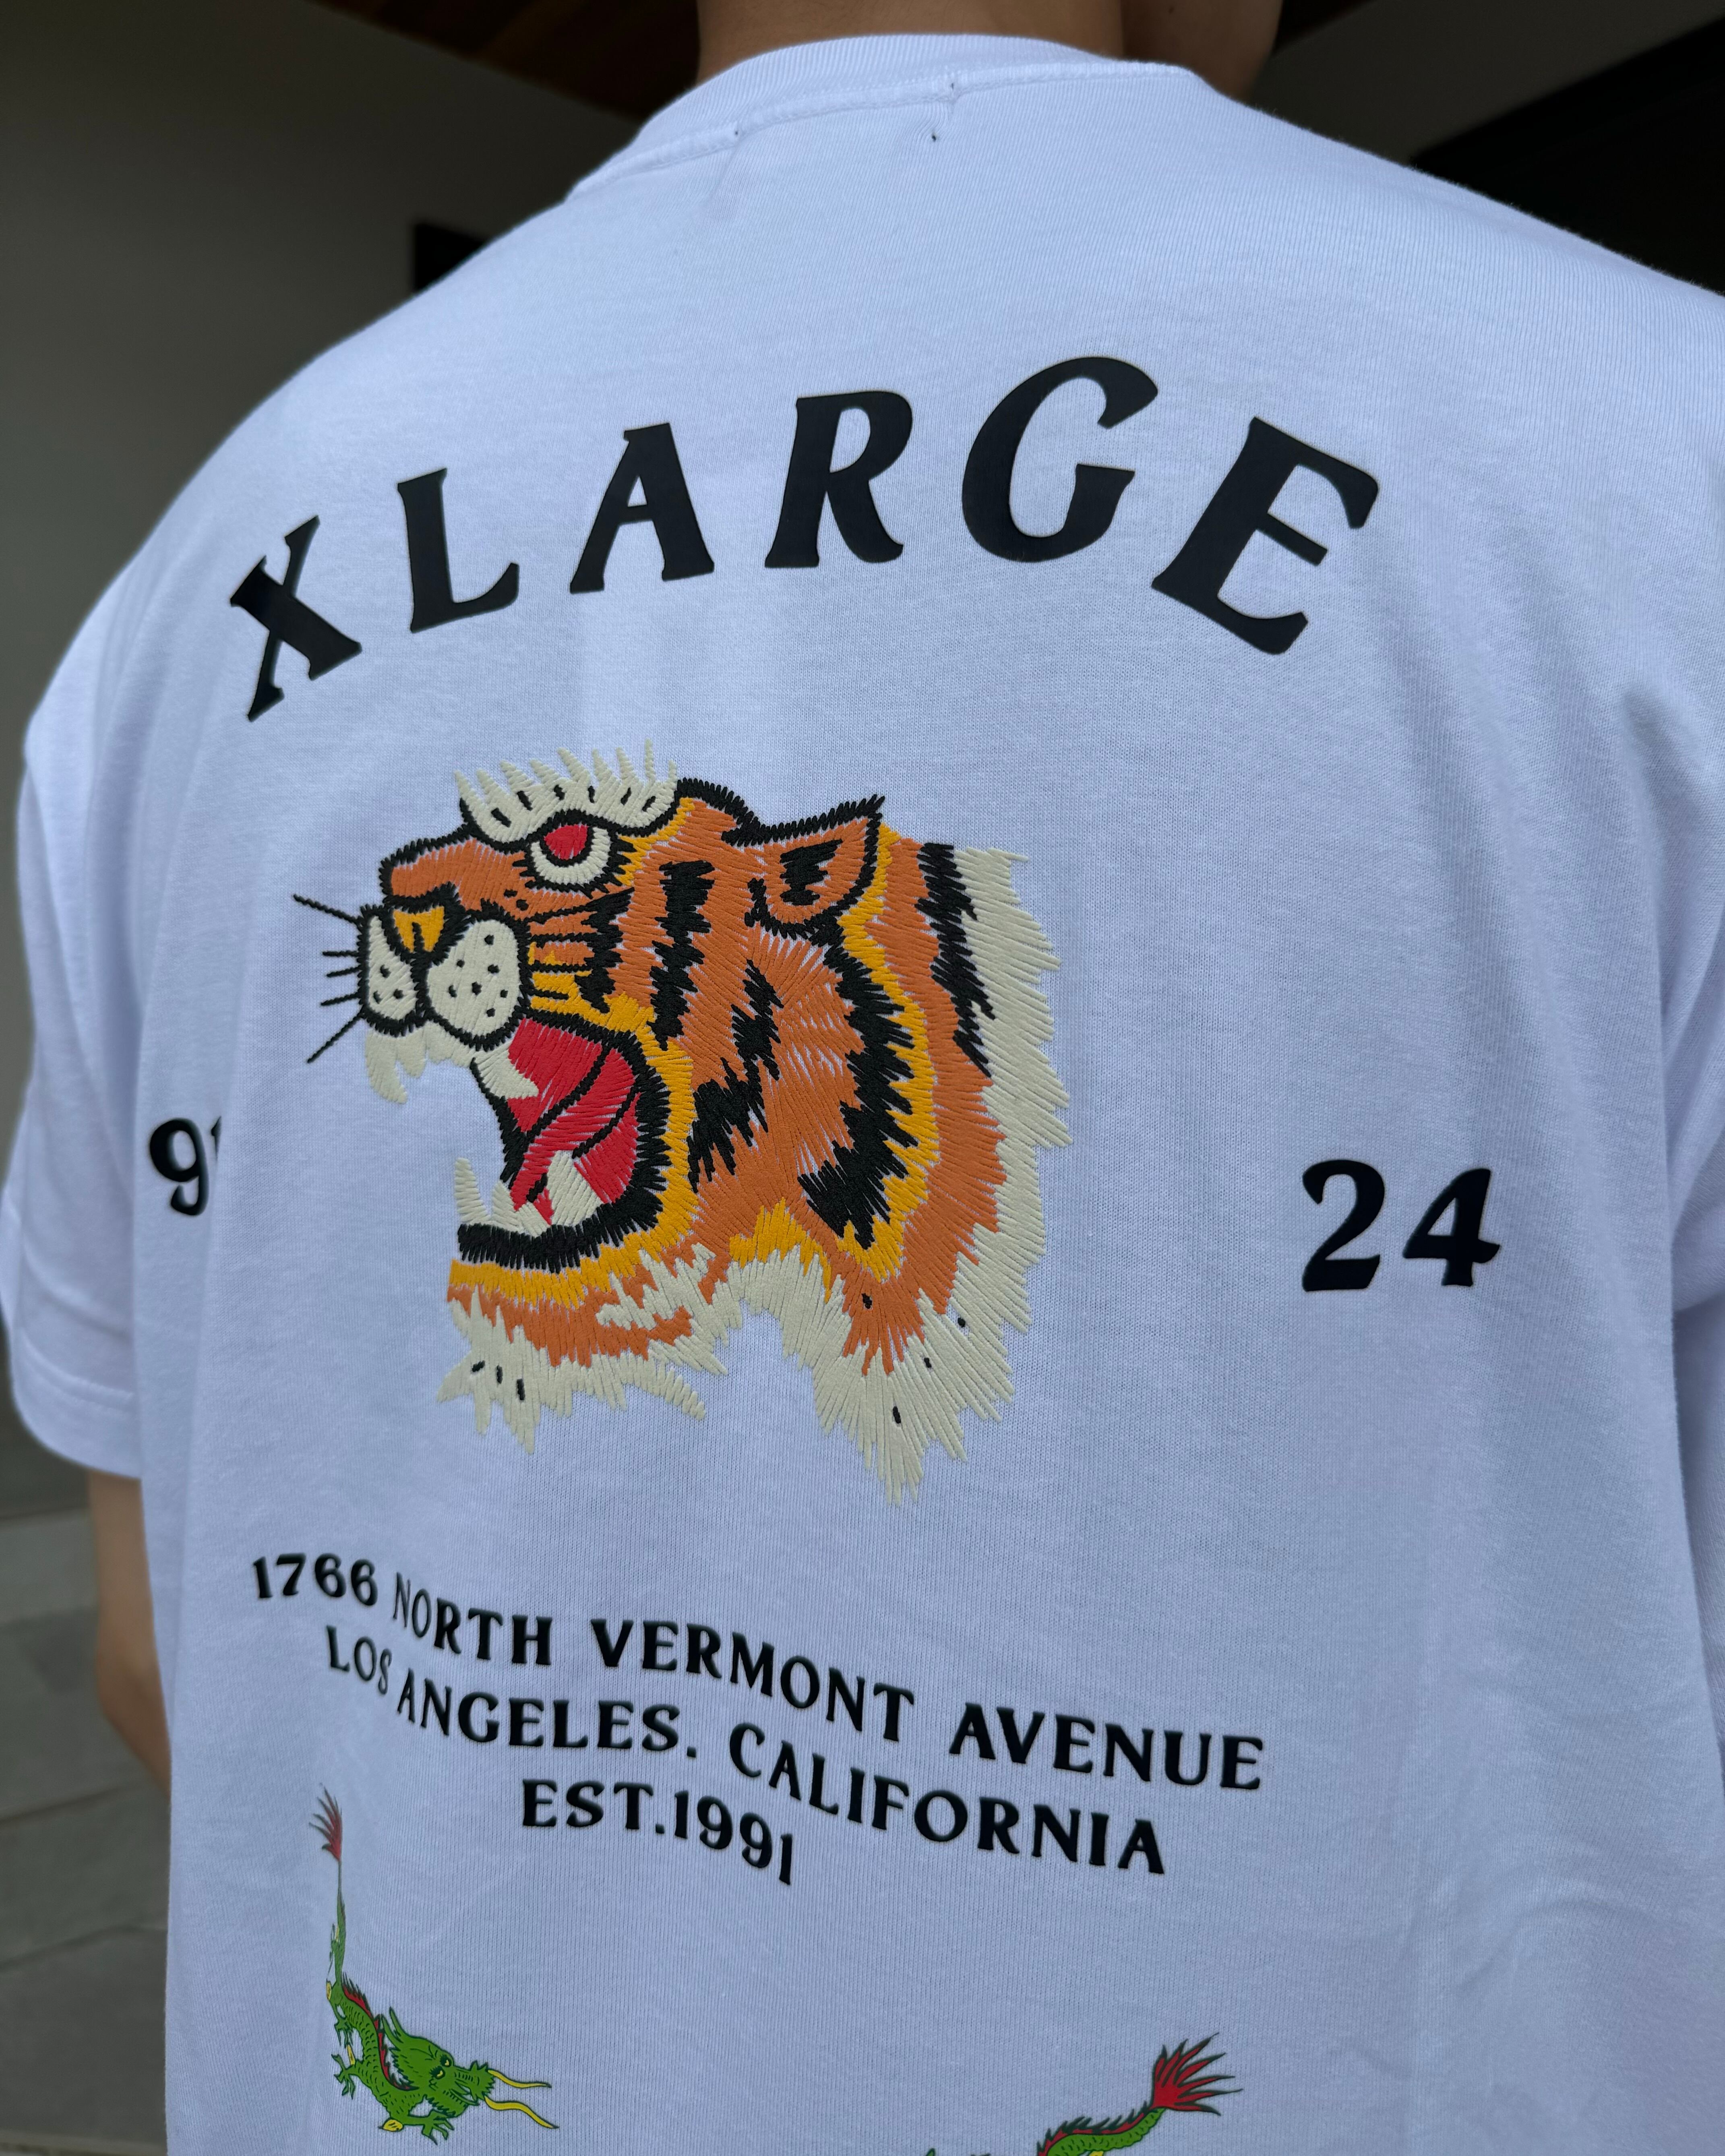 XLARGE
24
1766 NORTH VERMONT AVENUE
LOS ANGELES. CALIFORNIA
EST.1991